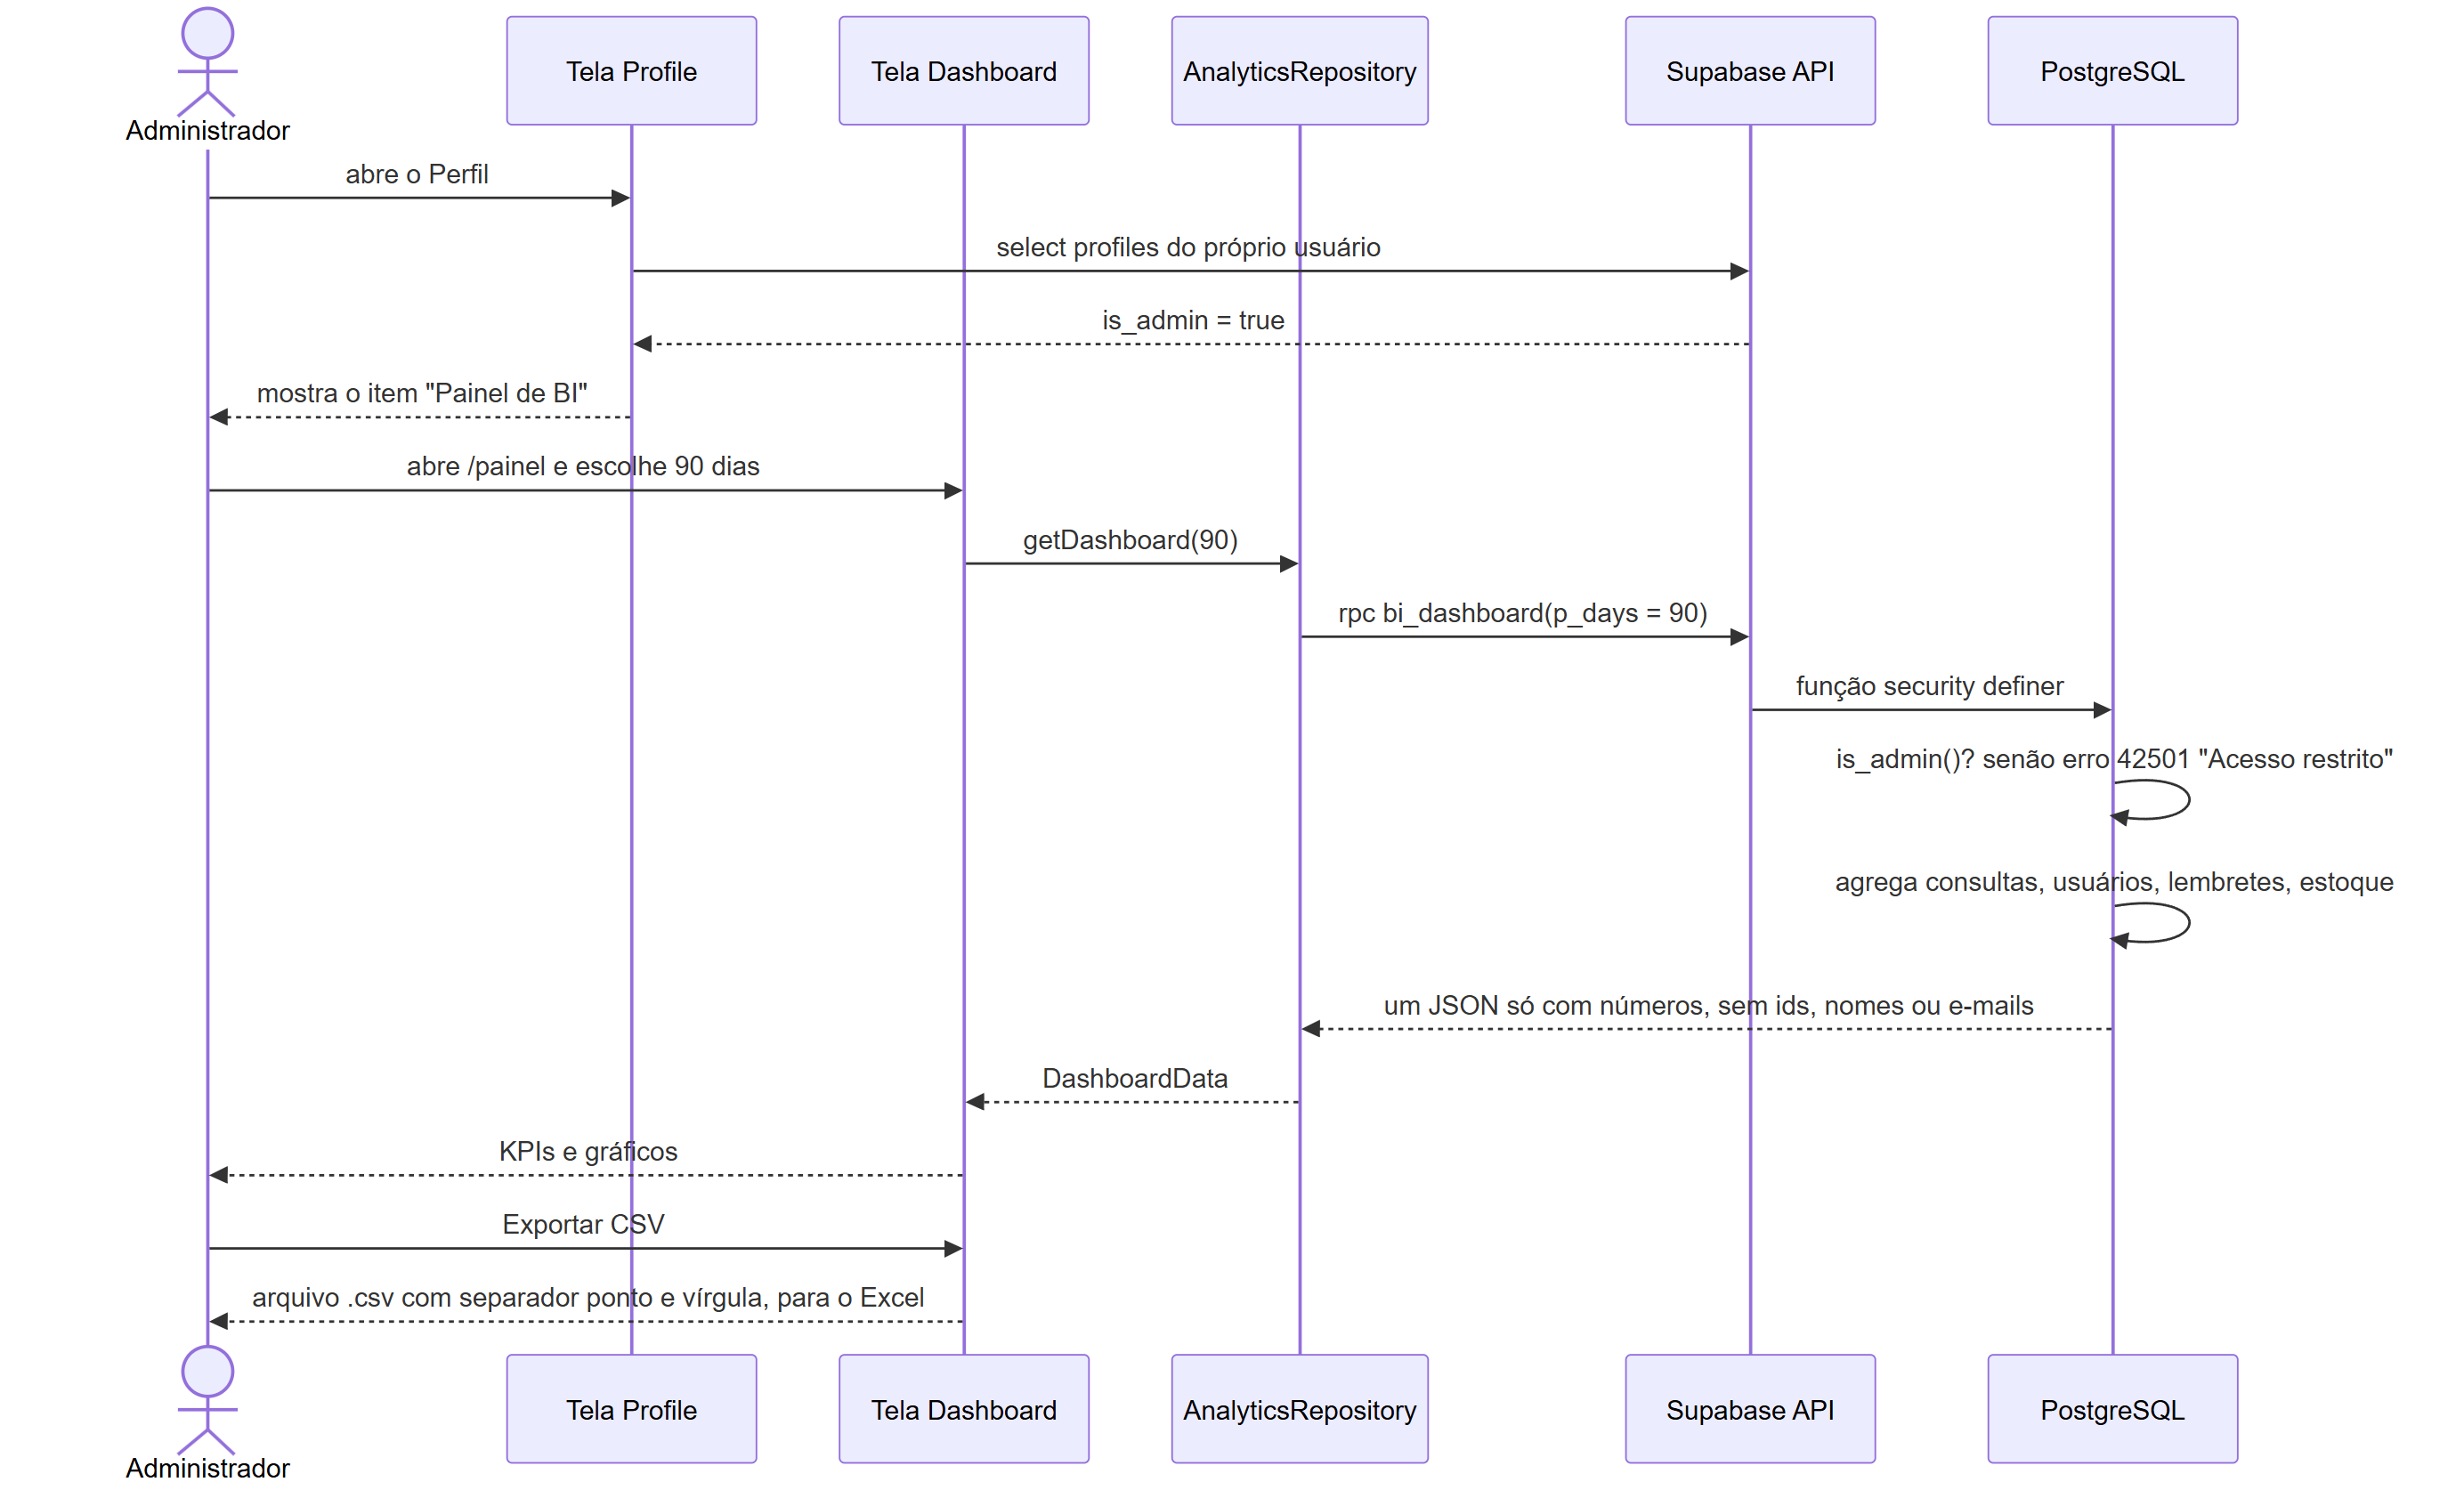 Administrador
Tela Profile
Tela Dashboard
AnalyticsRepository
Supabase API
PostgreSQL
abre o Perfil
select profiles do próprio usuário
is_admin = true
mostra o item "Painel de BI"
abre /painel e escolhe 90 dias
getDashboard(90)
rpc bi_dashboard(p_days = 90)
função security definer
is_admin()? senão erro 42501 "Acesso restrito"
agrega consultas, usuários, lembretes, estoque
um JSON só com números, sem ids, nomes ou e-mails
DashboardData
KPIs e gráficos
Exportar CSV
arquivo .csv com separador ponto e vírgula, para o Excel
Tela Profile
Tela Dashboard
AnalyticsRepository
Supabase API
PostgreSQL
Administrador